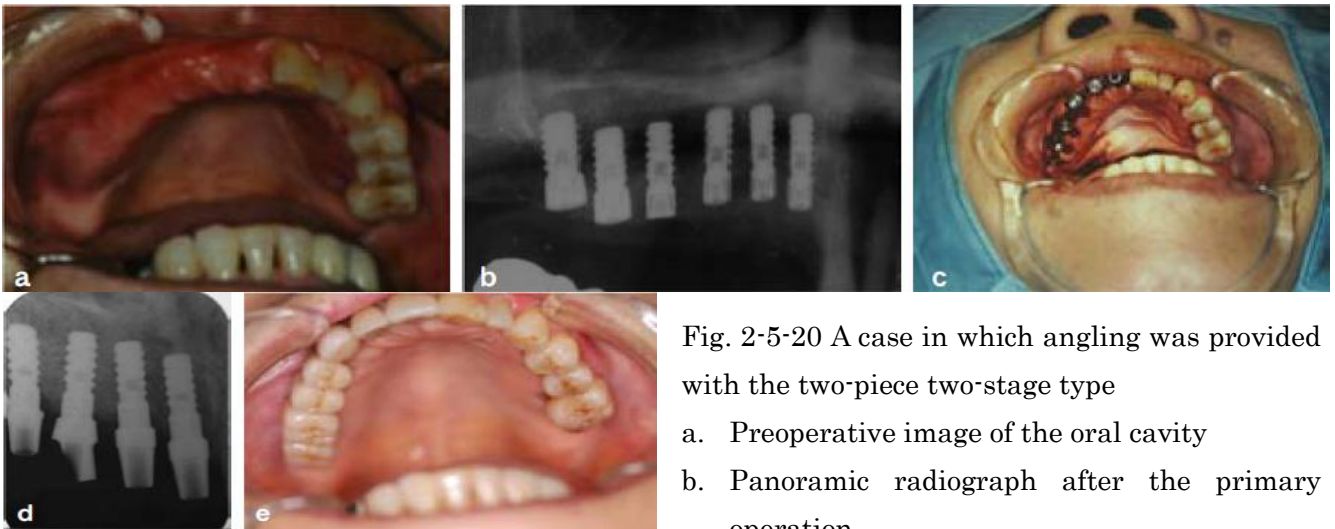 a
b
c
d
e
Fig. 2-5-20 A case in which angling was provided
with the two-piece two-stage type
a. Preoperative image of the oral cavity
b. Panoramic radiograph after the primary
operation